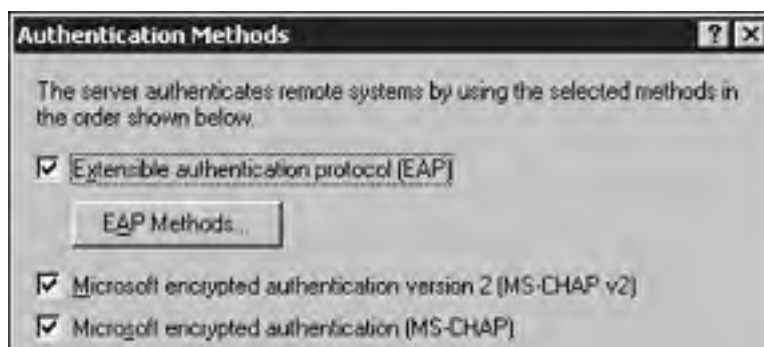 Authentication Methods
The server authenticates remote systems by using the selected methods in
the order shown below.
Extensible authentication protocol (EAP)
EAP Methods...
Microsoft encrypted authentication version 2 (MS-CHAP v2)
Microsoft encrypted authentication (MS-CHAP)